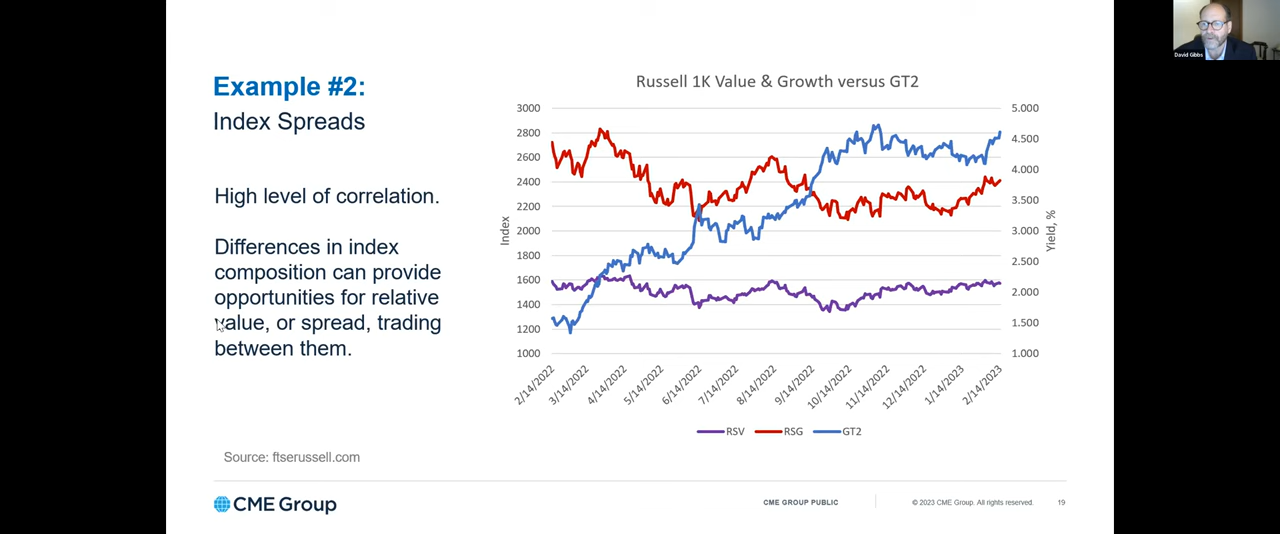 Example #2:
Index Spreads
High level of correlation.
Differences in index
composition can provide
opportunities for relative
value, or spread, trading
between them.
Source: ftserussell.com
Russell 1K Value & Growth versus GT2
Index
3000
2800
2600
2400
2200
2000
1800
1600
1400
1200
1000
5.000
4.500
4.000
3.500
3.000
2.500
2.000
1.500
1.000
Yield, %
2/14/2022
3/14/2022
4/14/2022
5/14/2022
6/14/2022
7/14/2022
8/14/2022
9/14/2022
10/14/2022
11/14/2022
12/14/2022
1/14/2023
2/14/2023
RSV RSG GT2
CME Group
CME GROUP PUBLIC
© 2023 CME Group. All rights reserved.
19
David Gibbs